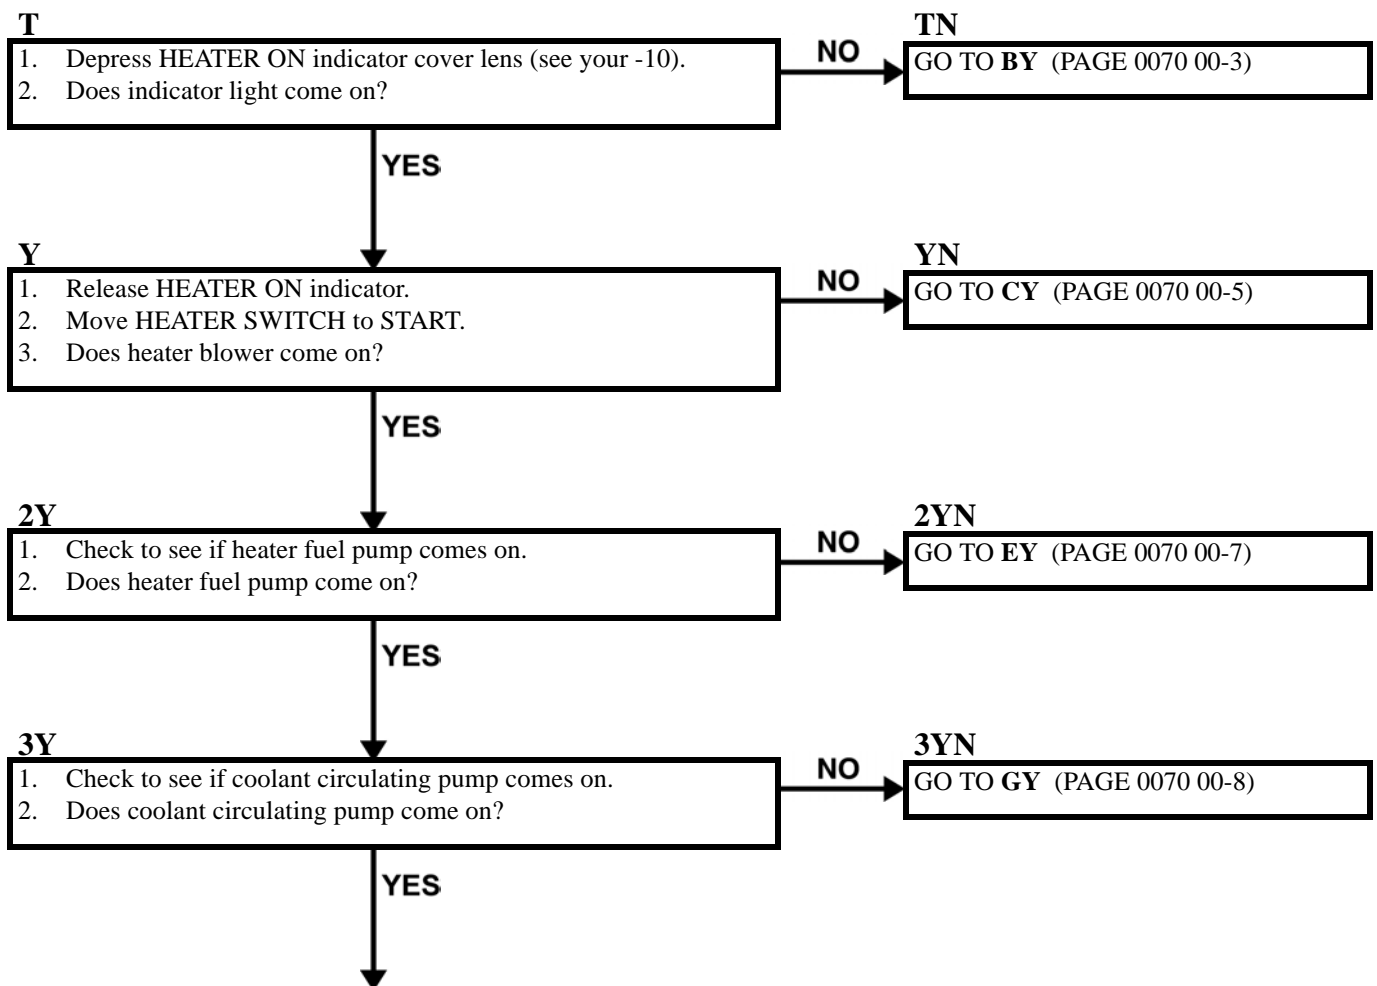 T
1. Depress HEATER ON indicator cover lens (see your -10).
2. Does indicator light come on?
NO
TN
GO TO BY (PAGE 0070 00-3)
YES
Y
1. Release HEATER ON indicator.
2. Move HEATER SWITCH to START.
3. Does heater blower come on?
NO
YN
GO TO CY (PAGE 0070 00-5)
YES
2Y
1. Check to see if heater fuel pump comes on.
2. Does heater fuel pump come on?
NO
2YN
GO TO EY (PAGE 0070 00-7)
YES
3Y
1. Check to see if coolant circulating pump comes on.
2. Does coolant circulating pump come on?
NO
3YN
GO TO GY (PAGE 0070 00-8)
YES